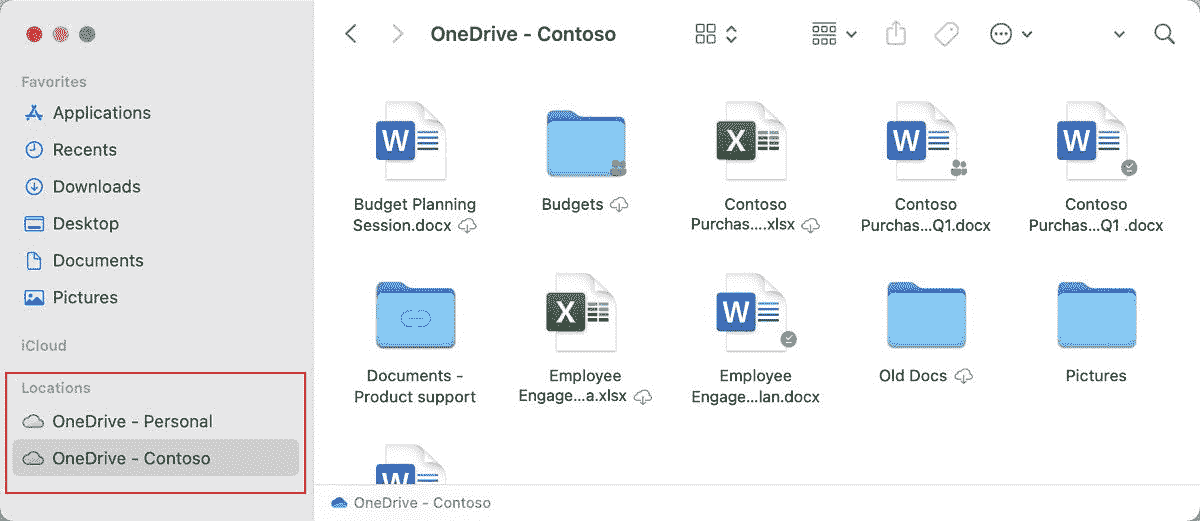 OneDrive - Contoso
Favorites
Applications
Recents
Downloads
Desktop
Documents
Pictures
iCloud
Locations
OneDrive - Personal
OneDrive - Contoso
W
Budget Planning
Session.docx
Budgets
X
Contoso
Purchas....xlsx
W
Contoso
Purchas...Q1.docx
W
Contoso
Purchas...Q1 .docx
Documents -
Product support
X
Employee
Engage...a.xlsx
W
Employee
Engage...lan.docx
Old Docs
Pictures
W
OneDrive - Contoso